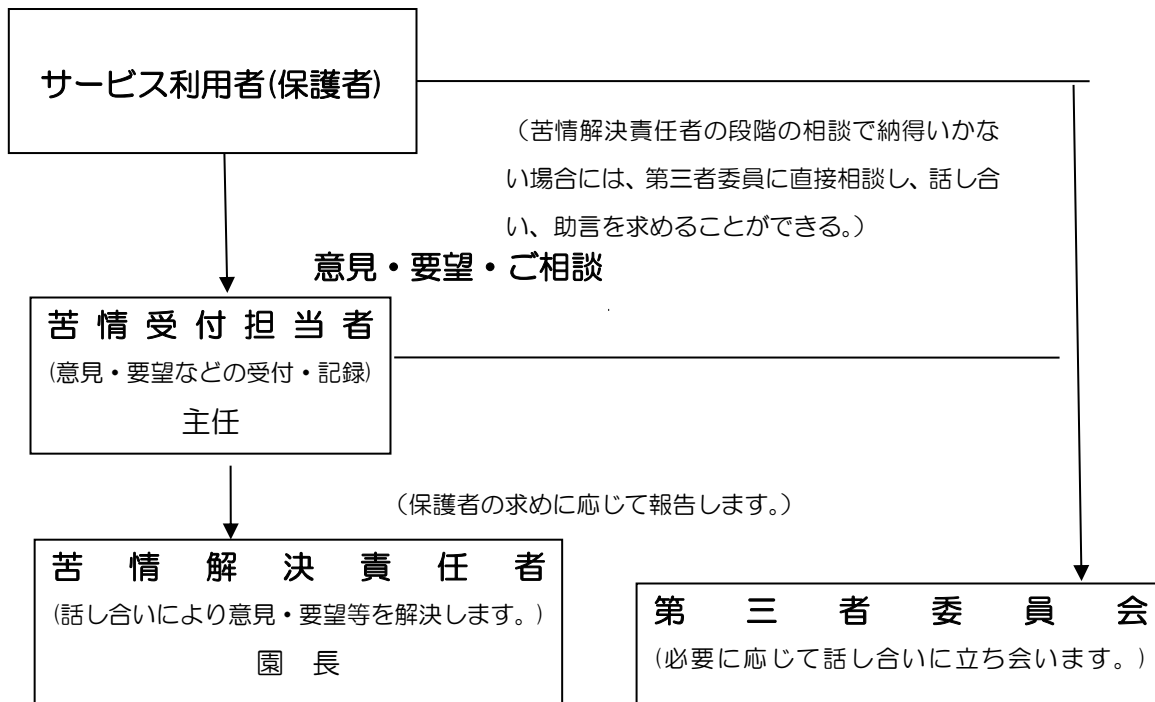 サービス利用者(保護者)
（苦情解決責任者の段階の相談で納得いかな
い場合には、第三者委員に直接相談し、話し合
い、助言を求めることができる。）
意見・要望・ご相談
苦情受付担当者
(意見・要望などの受付・記録)
主任
（保護者の求めに応じて報告します。）
苦情解決責任者
(話し合いにより意見・要望等を解決します。)
園長
第三者委員会
(必要に応じて話し合いに立ち会います。)